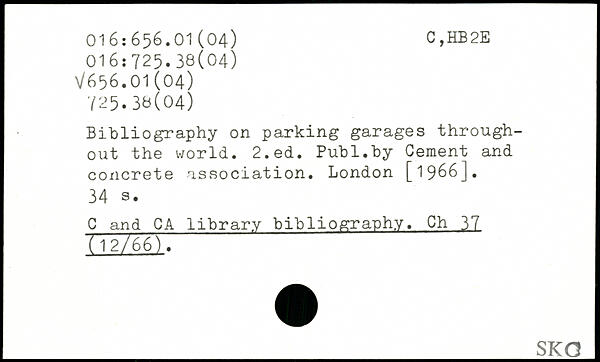 016:656.01(04) C,HB2E
016:725.38(04)
√656.01(04)
725.38(04)
Bibliography on parking garages through-
out the world. 2.ed. Publ.by Cement and
concrete association. London [1966].
34 s.
C and CA library bibliography. Ch 37
(12/66).
SKC